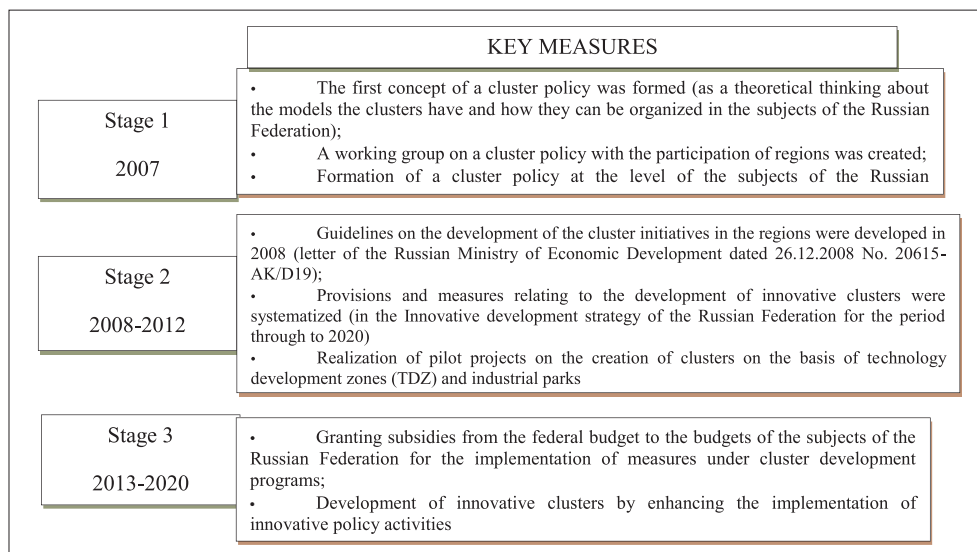 KEY MEASURES
Stage 1
2007
• The first concept of a cluster policy was formed (as a theoretical thinking about
the models the clusters have and how they can be organized in the subjects of the Russian
Federation);
• A working group on a cluster policy with the participation of regions was created;
• Formation of a cluster policy at the level of the subjects of the Russian
Stage 2
2008-2012
• Guidelines on the development of the cluster initiatives in the regions were developed in
2008 (letter of the Russian Ministry of Economic Development dated 26.12.2008 No. 20615-
AK/D19);
• Provisions and measures relating to the development of innovative clusters were
systematized (in the Innovative development strategy of the Russian Federation for the period
through to 2020)
• Realization of pilot projects on the creation of clusters on the basis of technology
development zones (TDZ) and industrial parks
Stage 3
2013-2020
• Granting subsidies from the federal budget to the budgets of the subjects of the
Russian Federation for the implementation of measures under cluster development
programs;
• Development of innovative clusters by enhancing the implementation of
innovative policy activities